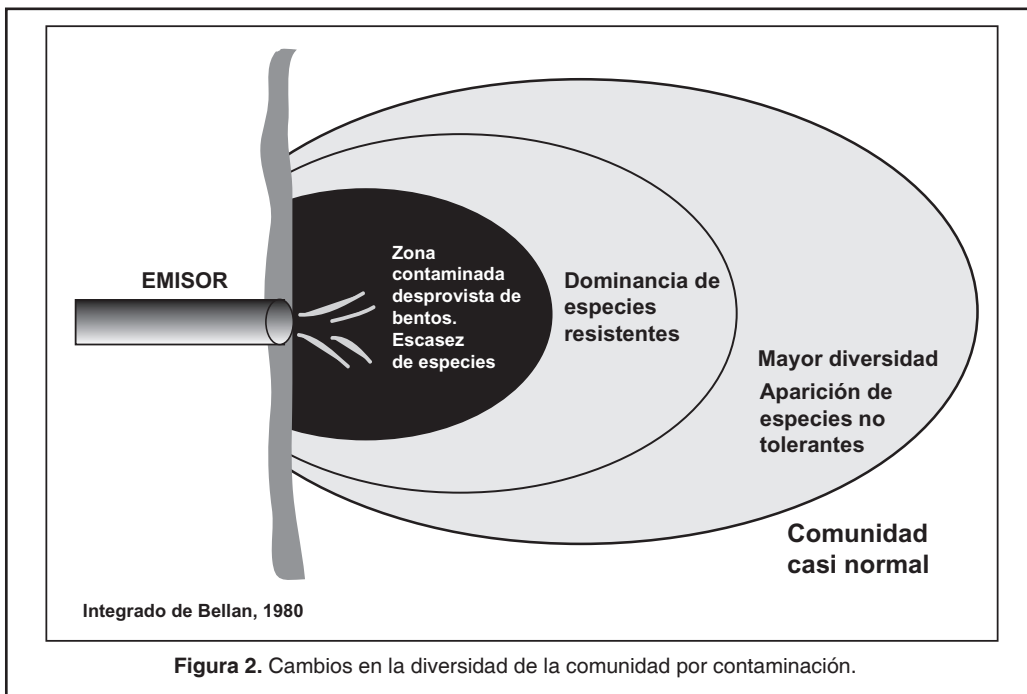 EMISOR
Zona
contaminada
desprovista de
bentos.
Escasez
de especies
Dominancia de
especies
resistentes
Mayor diversidad
Aparición de
especies no
tolerantes
Comunidad
casi normal
Integrado de Bellan, 1980
Figura 2. Cambios en la diversidad de la comunidad por contaminación.